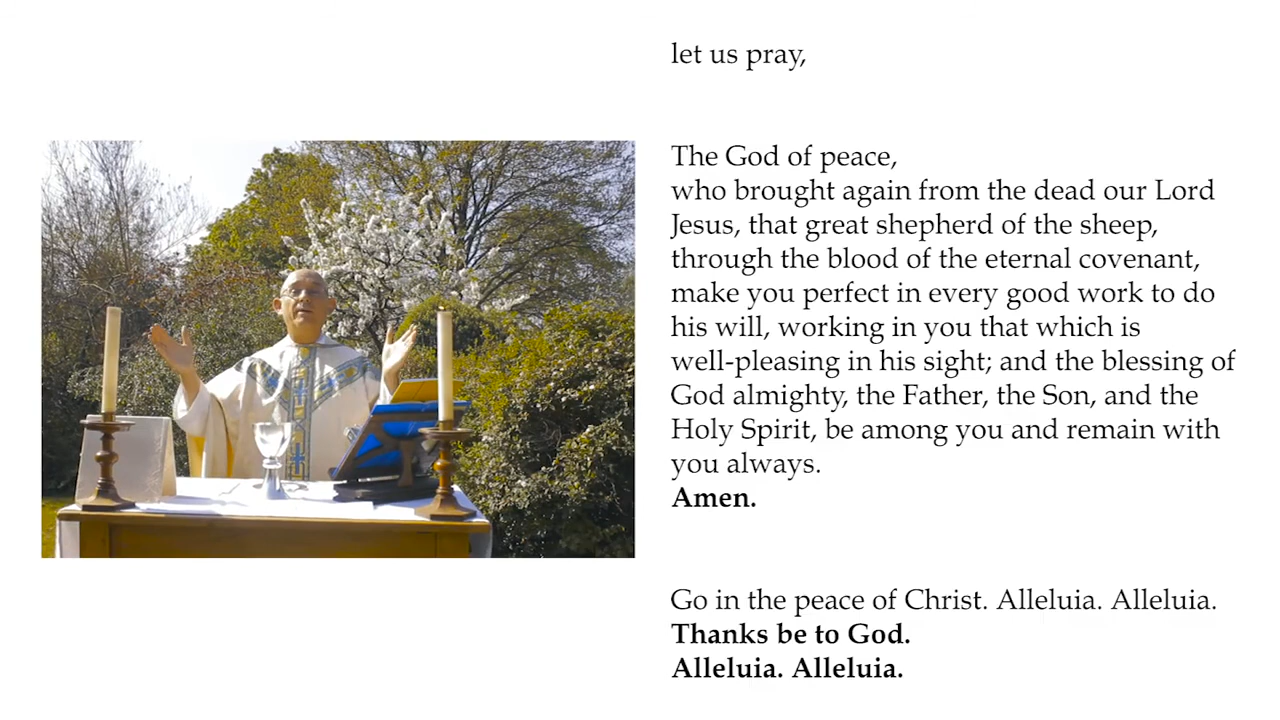 let us pray,
The God of peace,
who brought again from the dead our Lord
Jesus, that great shepherd of the sheep,
through the blood of the eternal covenant,
make you perfect in every good work to do
his will, working in you that which is
well-pleasing in his sight; and the blessing of
God almighty, the Father, the Son, and the
Holy Spirit, be among you and remain with
you always.
Amen.
Go in the peace of Christ. Alleluia. Alleluia.
Thanks be to God.
Alleluia. Alleluia.